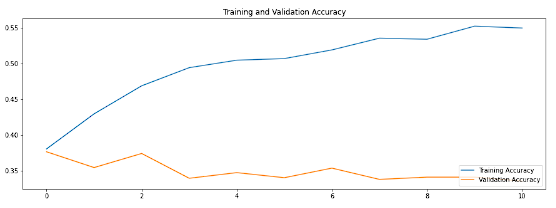 Training and Validation Accuracy
0.55
0.50
0.45
0.40
0.35
Training Accuracy
Validation Accuracy
0 2 4 6 8 10